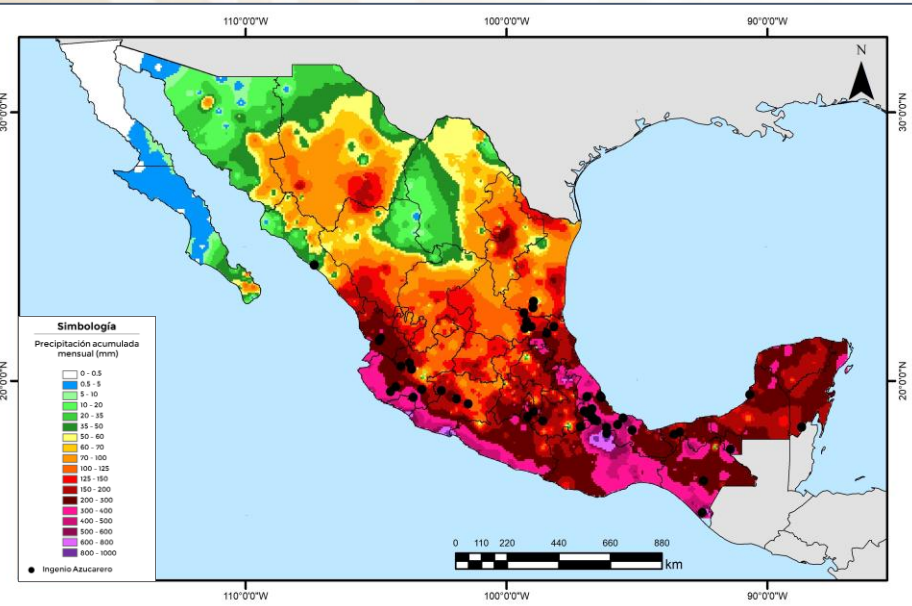 110°0'0"W 100°0'0"W 90°0'0"W
N
30°0'0"N 30°0'0"N
20°0'0"N 20°0'0"N
Simbología
Precipitación acumulada
mensual (mm)
0 - 0.5
0.5 - 5
5 - 10
10 - 20
20 - 35
35 - 50
50 - 60
60 - 70
70 - 100
100 - 125
125 - 150
150 - 200
200 - 300
300 - 400
400 - 500
500 - 600
600 - 800
800 - 1000
Ingenio Azucarero
0 110 220 440 660 880
km
110°0'0"W 100°0'0"W 90°0'0"W